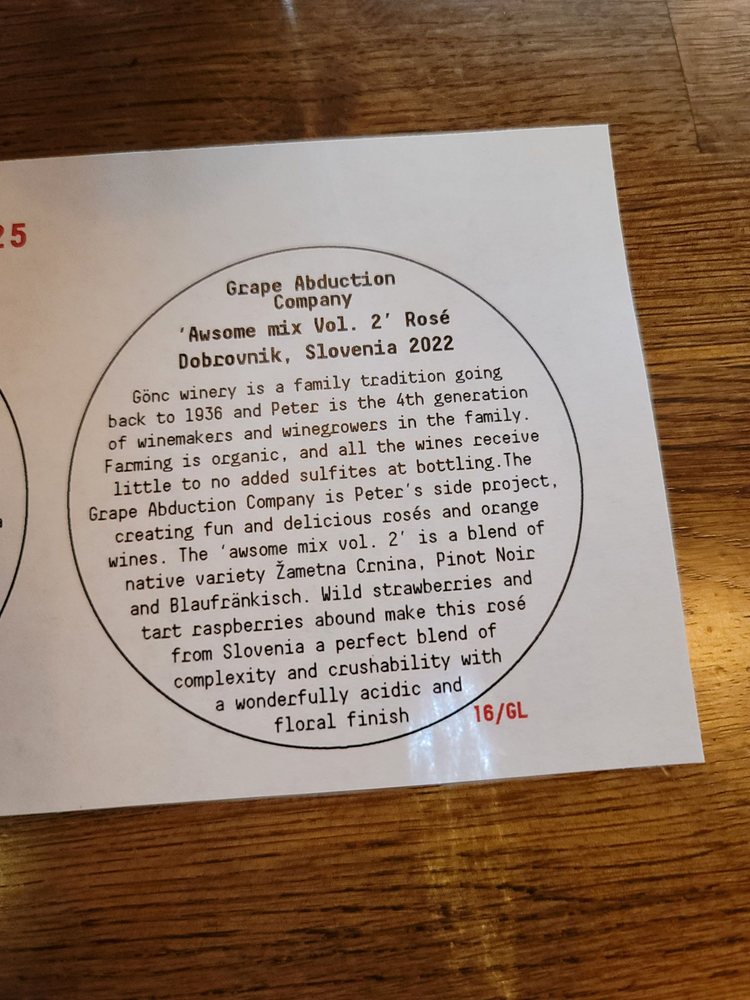 25
Grape Abduction
Company
'Awsome mix Vol. 2' Rosé
Dobrovnik, Slovenia 2022
Gönc winery is a family tradition going
back to 1936 and Peter is the 4th generation
of winemakers and winegrowers in the family.
Farming is organic, and all the wines receive
little to no added sulfites at bottling.The
Grape Abduction Company is Peter's side project,
creating fun and delicious rosés and orange
wines. The 'awsome mix vol. 2' is a blend of
native variety Žametna Crnina, Pinot Noir
and Blaufränkisch. Wild strawberries and
tart raspberries abound make this rosé
from Slovenia a perfect blend of
complexity and crushability with
a wonderfully acidic and
floral finish
16/GL